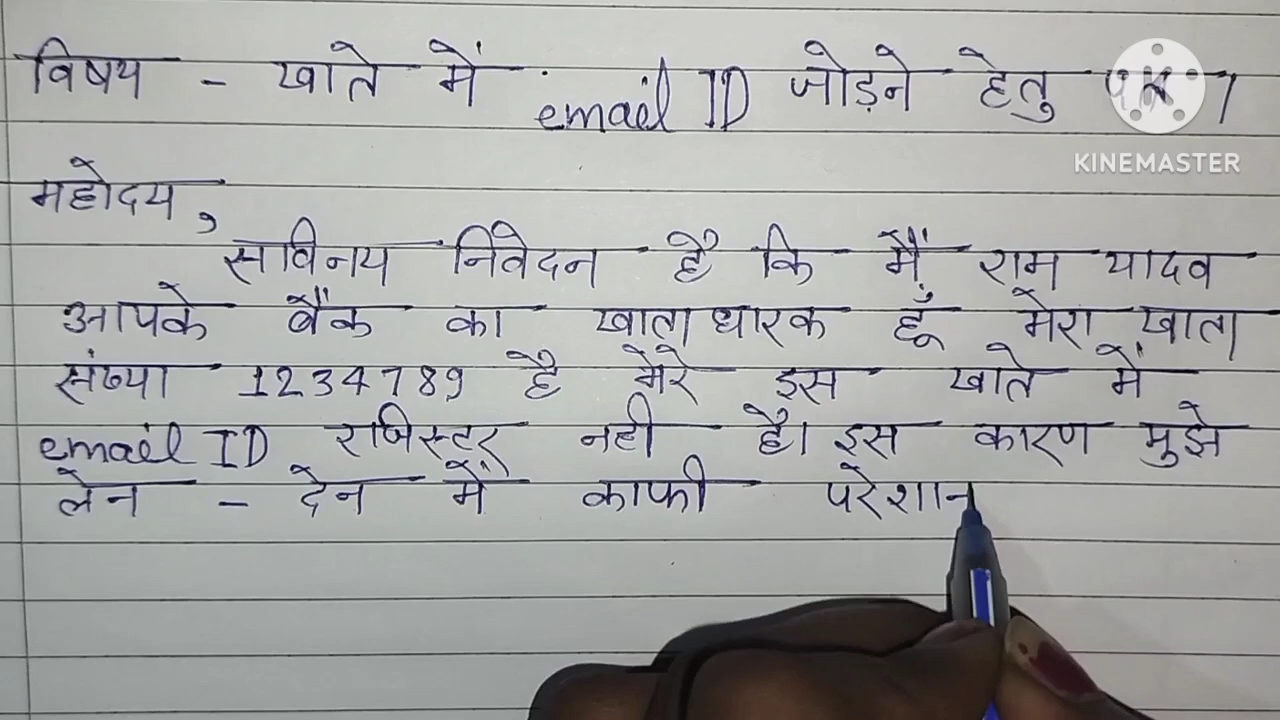 विषय - खाते में email ID जोड़ने हेतु
KINEMASTER
महोदय,
सविनय निवेदन है कि मैं राम यादव
आपके बैंक का खाता धारक हूँ मेरा खाता
संख्या 1234789 है मेरे इस खाते में
email ID रजिस्टर नही है। इस कारण मुझे
लेन - देन में काफी परेशान